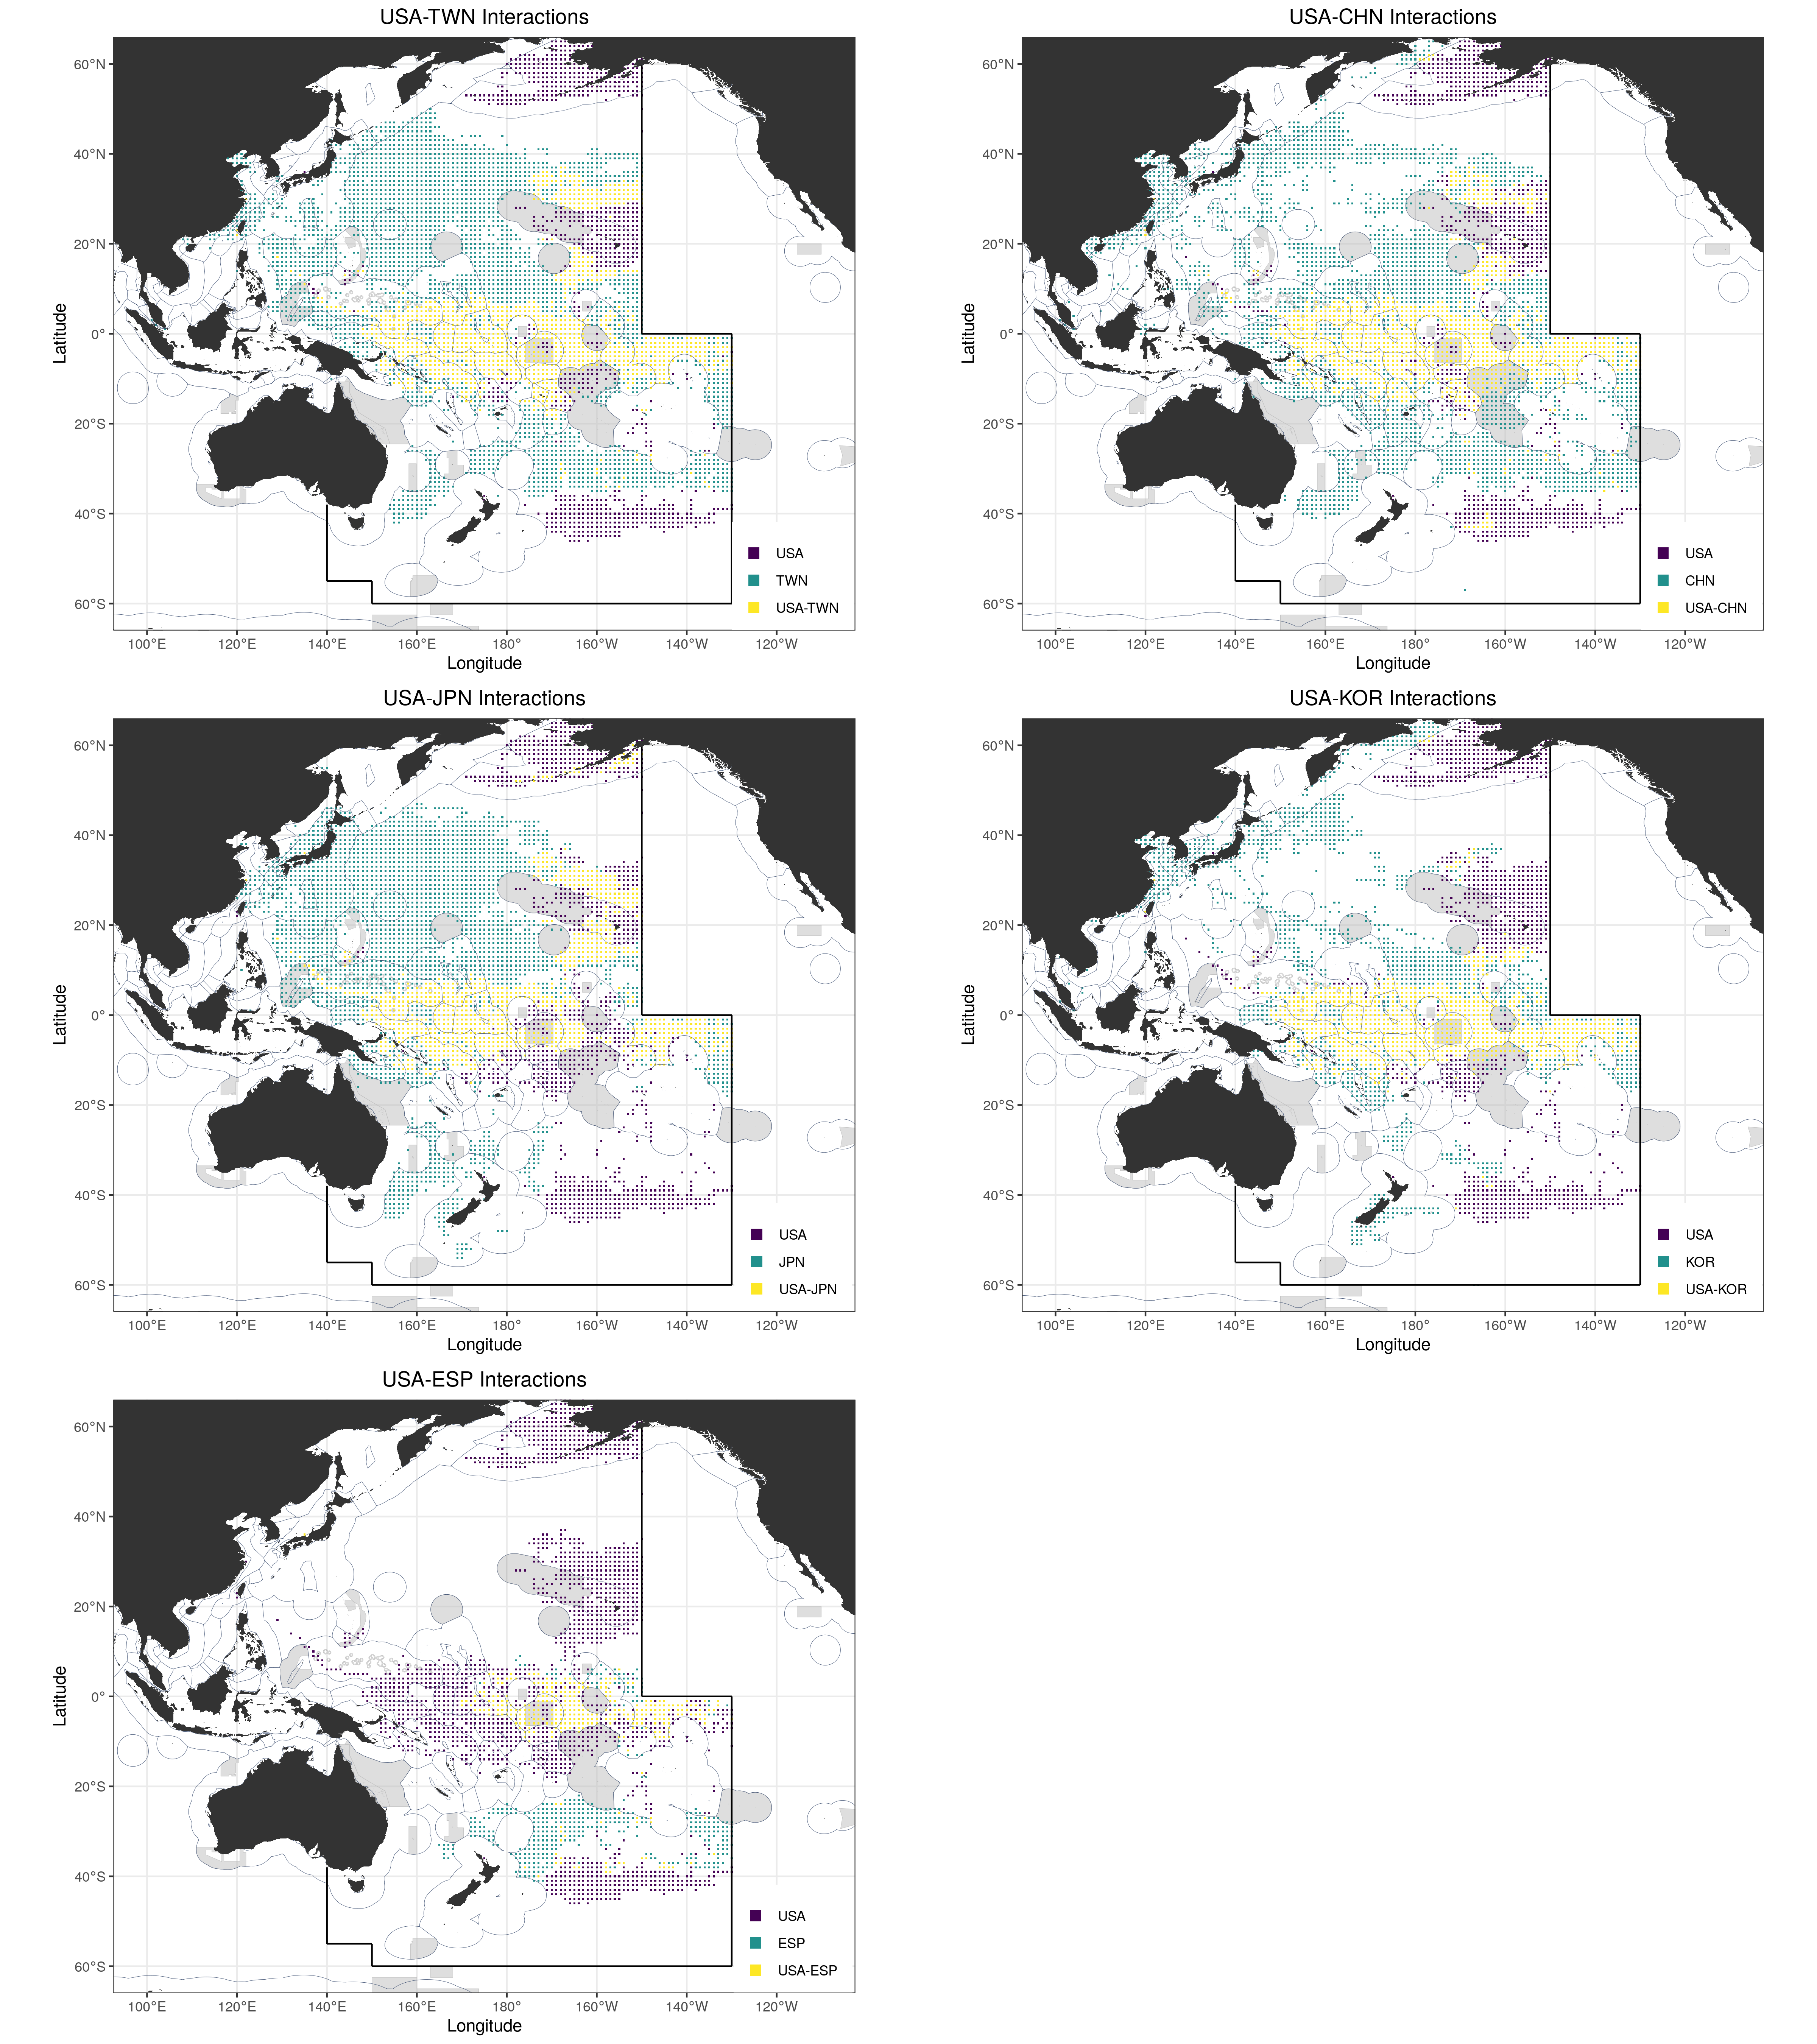 USA-TWN Interactions
60°N
40°N
20°N
0°
20°S
40°S
60°S
Latitude
100°E 120°E 140°E 160°E 180° 160°W 140°W 120°W
Longitude
USA
TWN
USA-TWN
USA-CHN Interactions
60°N
40°N
20°N
0°
20°S
40°S
60°S
Latitude
100°E 120°E 140°E 160°E 180° 160°W 140°W 120°W
Longitude
USA
CHN
USA-CHN
USA-JPN Interactions
60°N
40°N
20°N
0°
20°S
40°S
60°S
Latitude
100°E 120°E 140°E 160°E 180° 160°W 140°W 120°W
Longitude
USA
JPN
USA-JPN
USA-KOR Interactions
60°N
40°N
20°N
0°
20°S
40°S
60°S
Latitude
100°E 120°E 140°E 160°E 180° 160°W 140°W 120°W
Longitude
USA
KOR
USA-KOR
USA-ESP Interactions
60°N
40°N
20°N
0°
20°S
40°S
60°S
Latitude
100°E 120°E 140°E 160°E 180° 160°W 140°W 120°W
Longitude
USA
ESP
USA-ESP